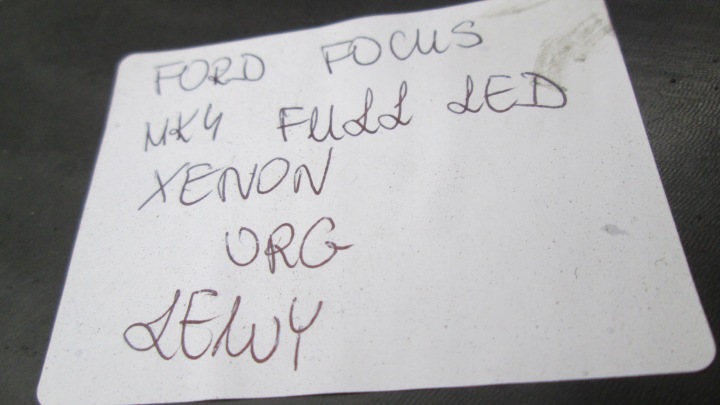 FORD FOCUS
MK4 FULL LED
XENON
ORG
LEWY